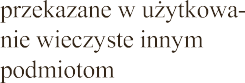 przekazane w użytkowa-
nie wieczyste innym
podmiotom